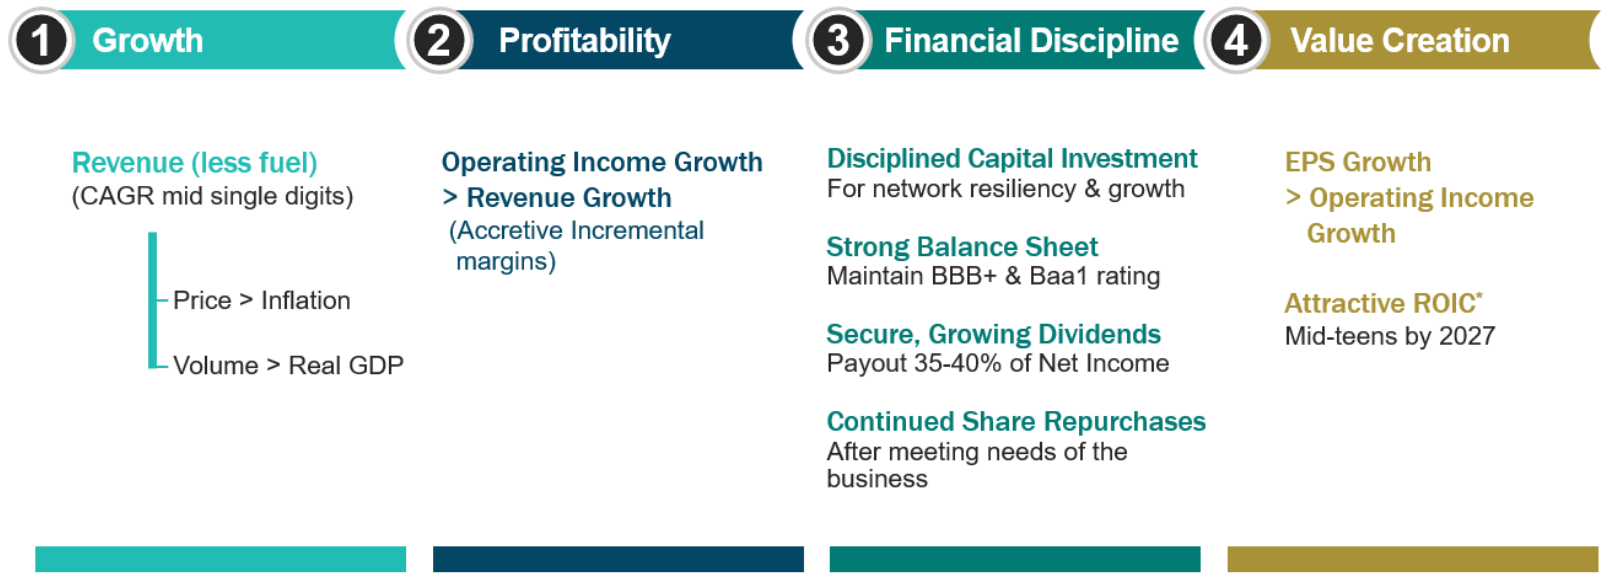 1 Growth
Revenue (less fuel)
(CAGR mid single digits)
Price > Inflation
Volume > Real GDP
2 Profitability
Operating Income Growth
> Revenue Growth
(Accretive Incremental
margins)
3 Financial Discipline
Disciplined Capital Investment
For network resiliency & growth
Strong Balance Sheet
Maintain BBB+ & Baa1 rating
Secure, Growing Dividends
Payout 35-40% of Net Income
Continued Share Repurchases
After meeting needs of the
business
4 Value Creation
EPS Growth
> Operating Income
Growth
Attractive ROIC*
Mid-teens by 2027